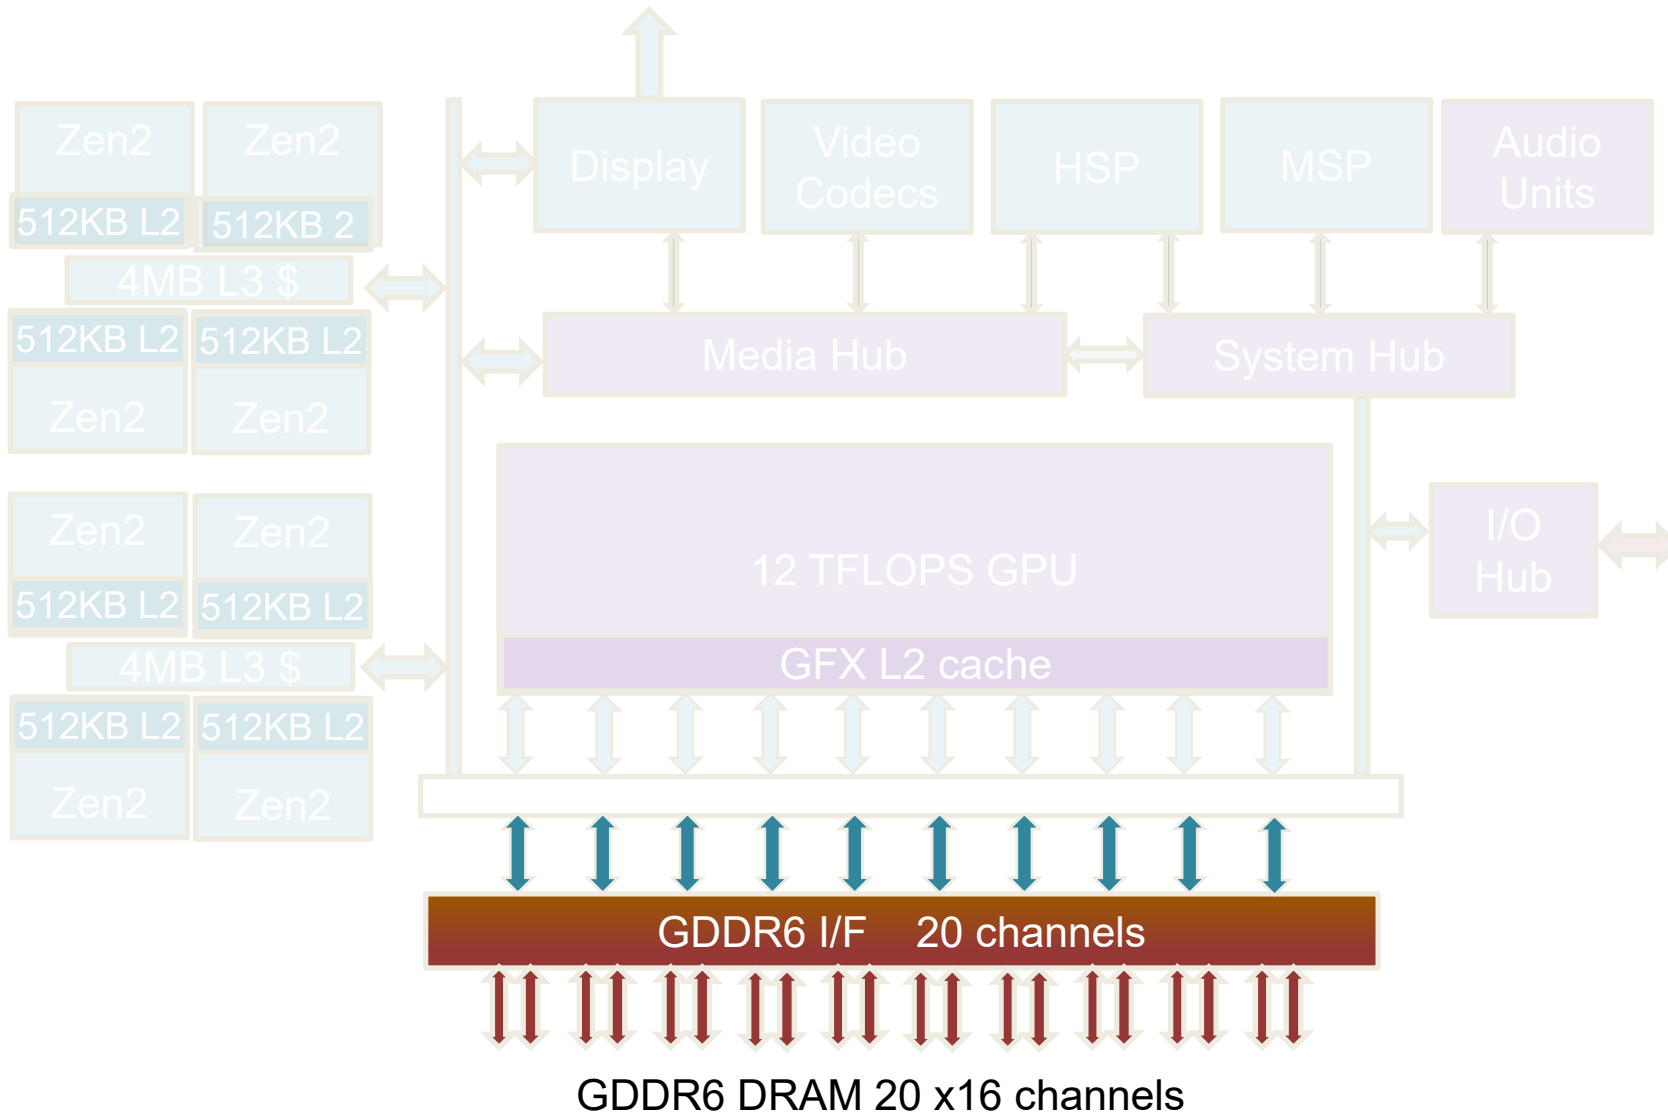 Zen2
Zen2
512KB L2
512KB 2
4MB L3 $
512KB L2
512KB L2
Zen2
Zen2
Zen2
Zen2
512KB L2
512KB L2
4MB L3 $
512KB L2
512KB L2
Zen2
Zen2
Display
Video
Codecs
HSP
MSP
Audio
Units
Media Hub
System Hub
12 TFLOPS GPU
GFX L2 cache
I/O
Hub
GDDR6 I/F 20 channels
GDDR6 DRAM 20 x16 channels